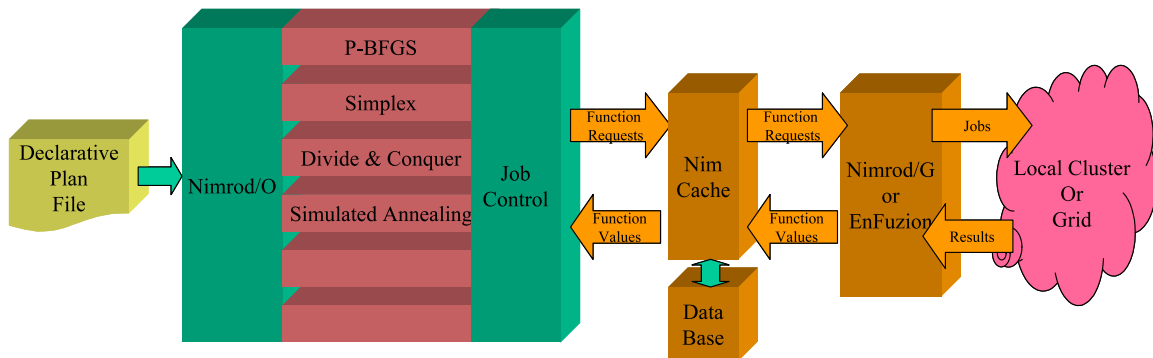 Declarative
Plan
File
Nimrod/O
P-BFGS
Simplex
Divide & Conquer
Simulated Annealing
Job
Control
Function
Requests
Function
Values
Nim
Cache
Data
Base
Function
Requests
Function
Values
Nimrod/G
or
EnFuzion
Jobs
Results
Local Cluster
Or
Grid